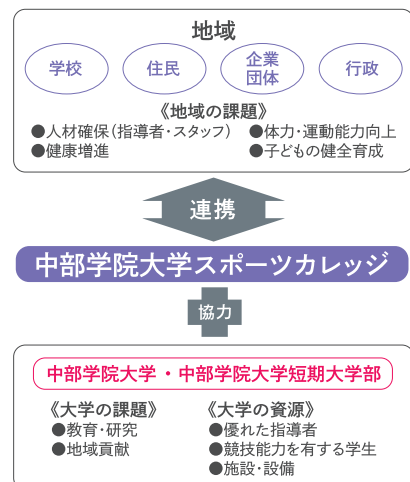 地域
学校
住民
企業
団体
行政
《地域の課題》
●人材確保(指導者・スタッフ) ●体力・運動能力向上
●健康増進 ●子どもの健全育成
連携
中部学院大学スポーツカレッジ
協力
中部学院大学・中部学院大学短期大学部
《大学の課題》 《大学の資源》
●教育・研究 ●優れた指導者
●地域貢献 ●競技能力を有する学生
●施設・設備